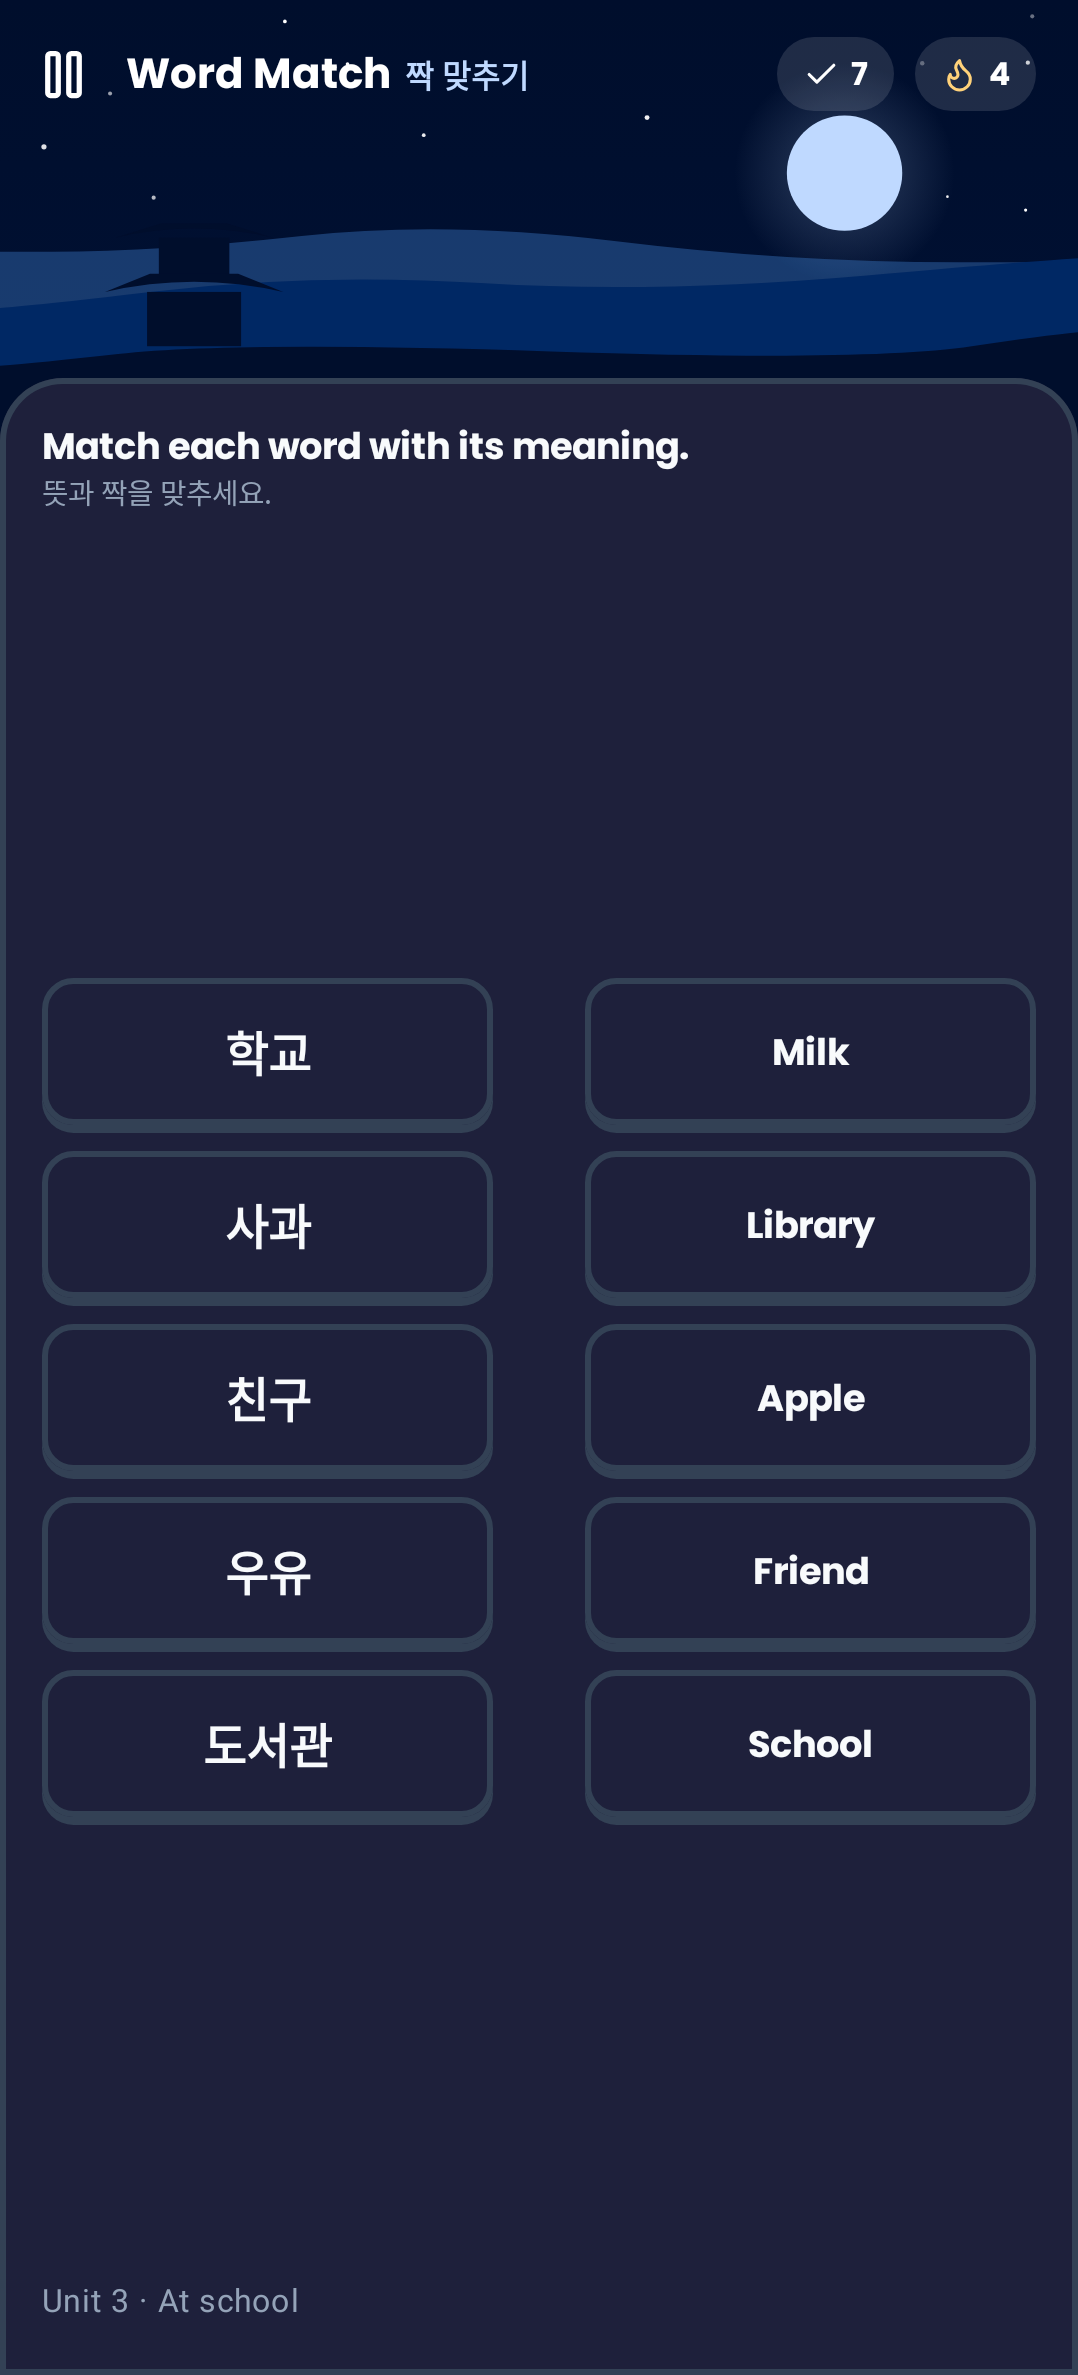 Word Match 짝 맞추기
7
4
Match each word with its meaning.
뜻과 짝을 맞추세요.
학교
Milk
사과
Library
친구
Apple
우유
Friend
도서관
School
Unit 3 · At school